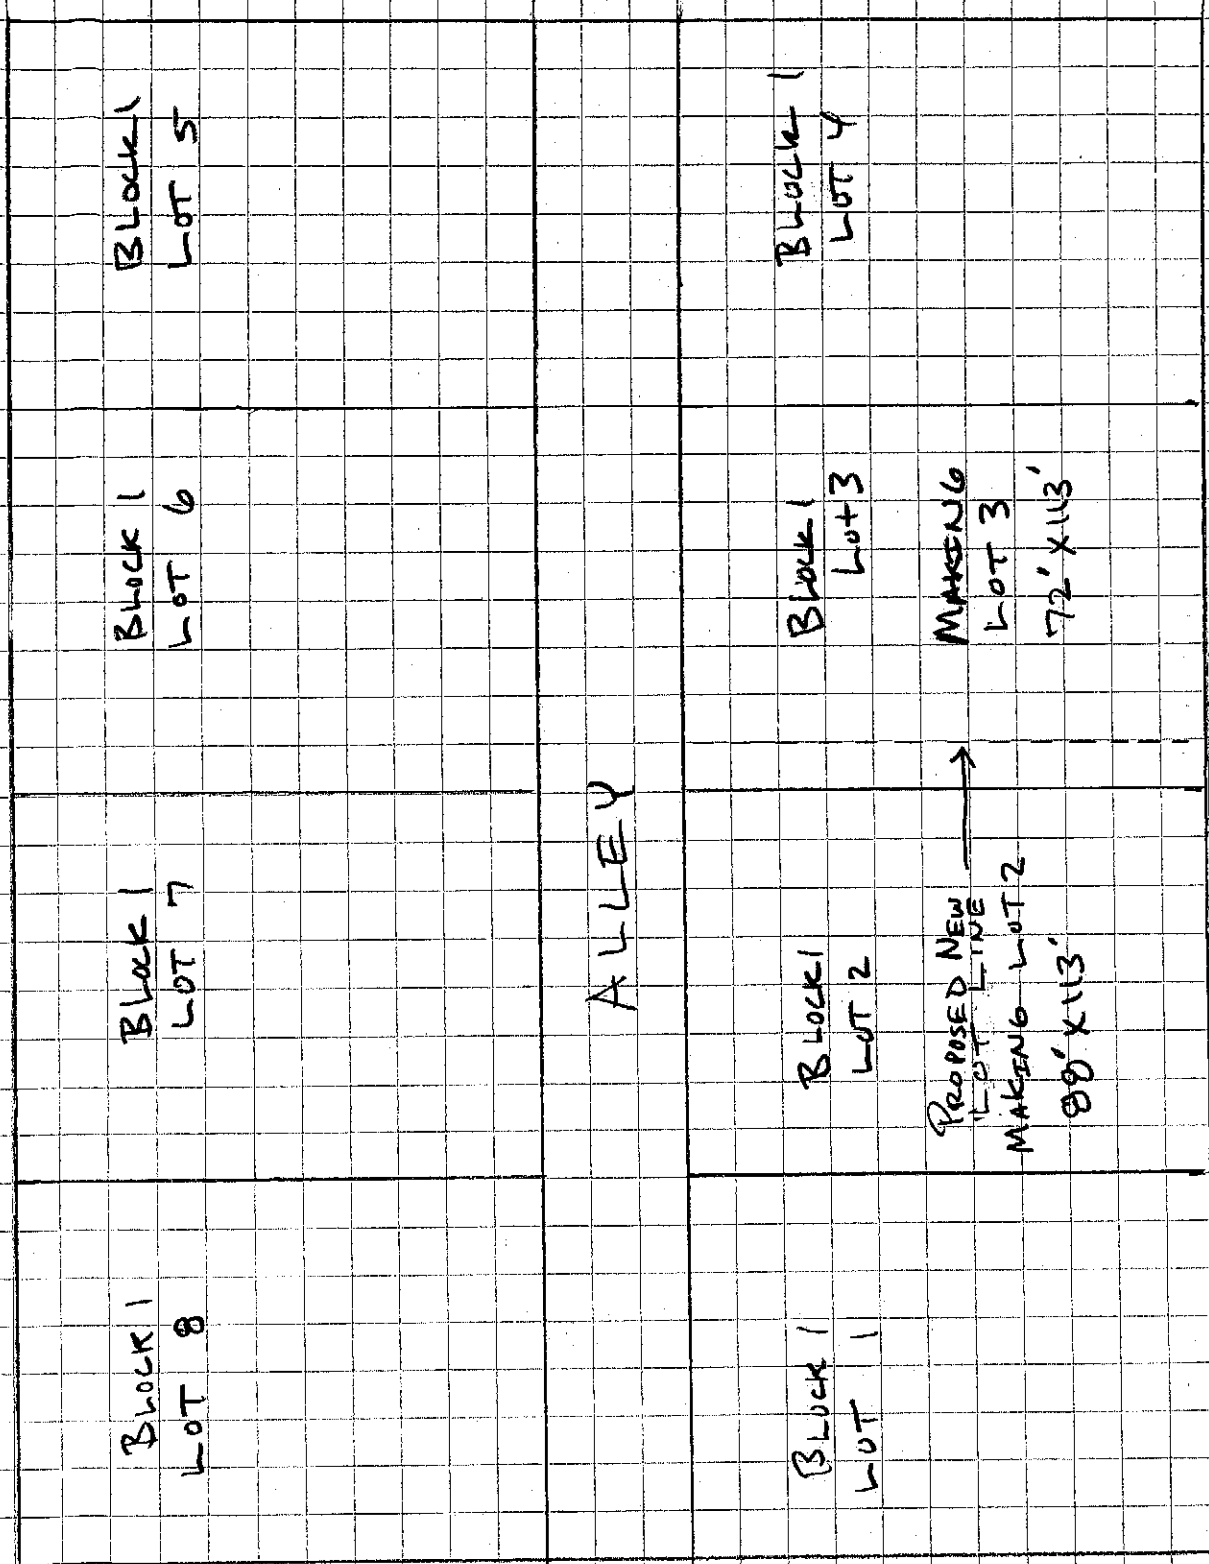 BLOCK 1
LOT 8
BLOCK 1
LOT 7
BLOCK 1
LOT 6
BLOCK 1
LOT 5
ALLEY
BLOCK 1
LOT 1
BLOCK 1
LOT 2
PROPOSED NEW
LOT LINE
MAKING LOT 2
88' X 113'
BLOCK 1
Lot 3
MAKING
LOT 3
72' X 113'
BLOCK 1
LOT 4